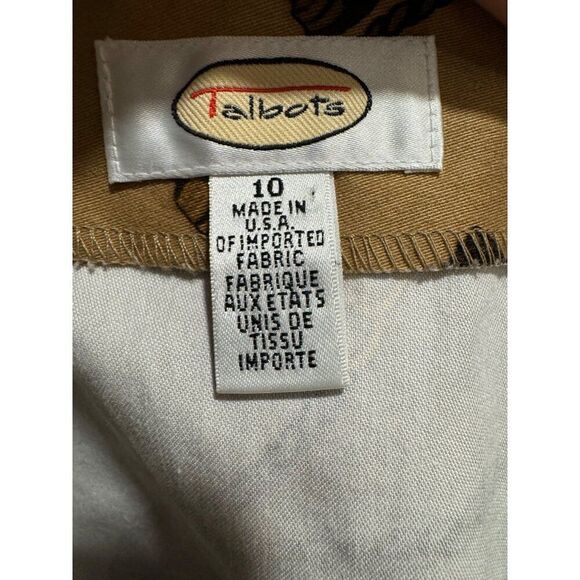 Talbots
10
MADE IN
U.S.A.
OF IMPORTED
FABRIC
FABRIQUE
AUX ETATS
UNIS DE
TISSU
IMPORTE